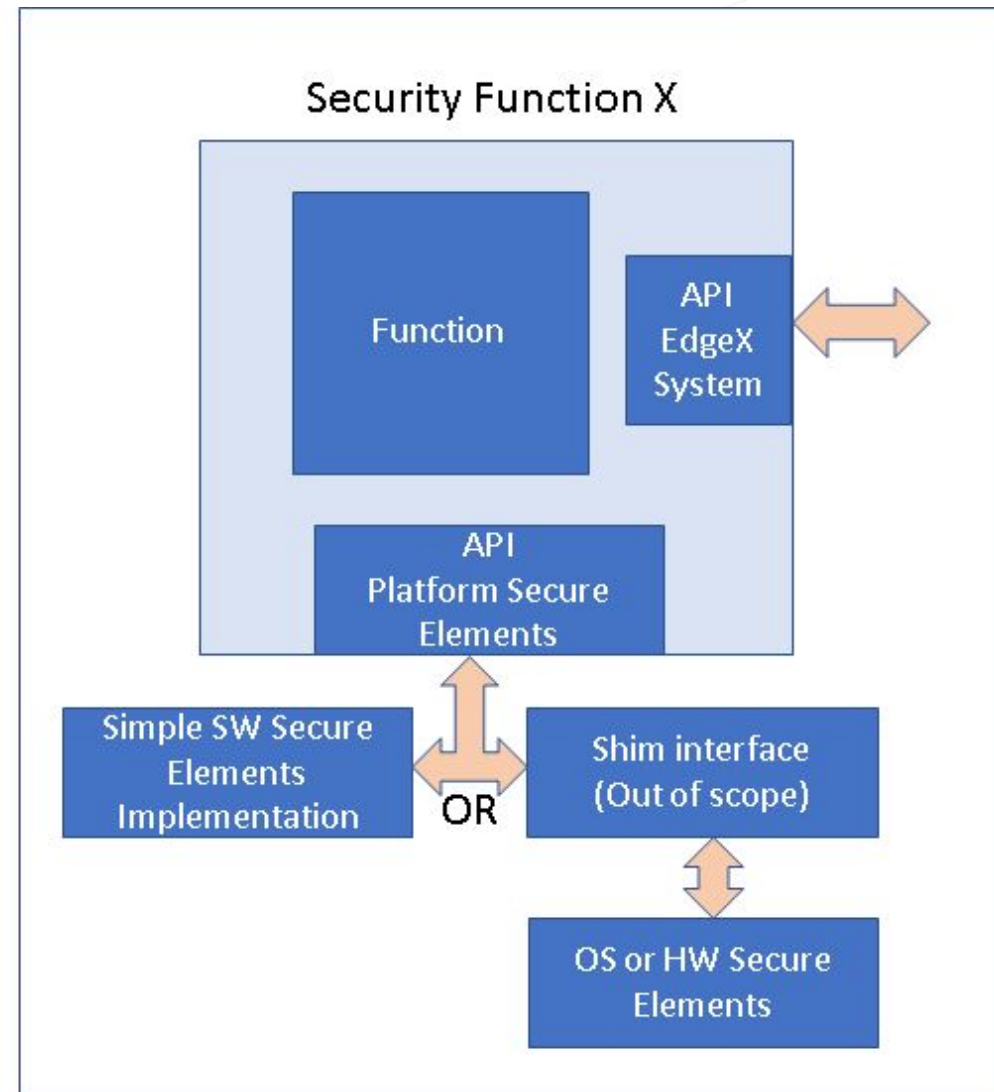 Security Function X
Function
API
EdgeX
System
API
Platform Secure
Elements
Simple SW Secure
Elements
Implementation
OR
Shim interface
(Out of scope)
OS or HW Secure
Elements